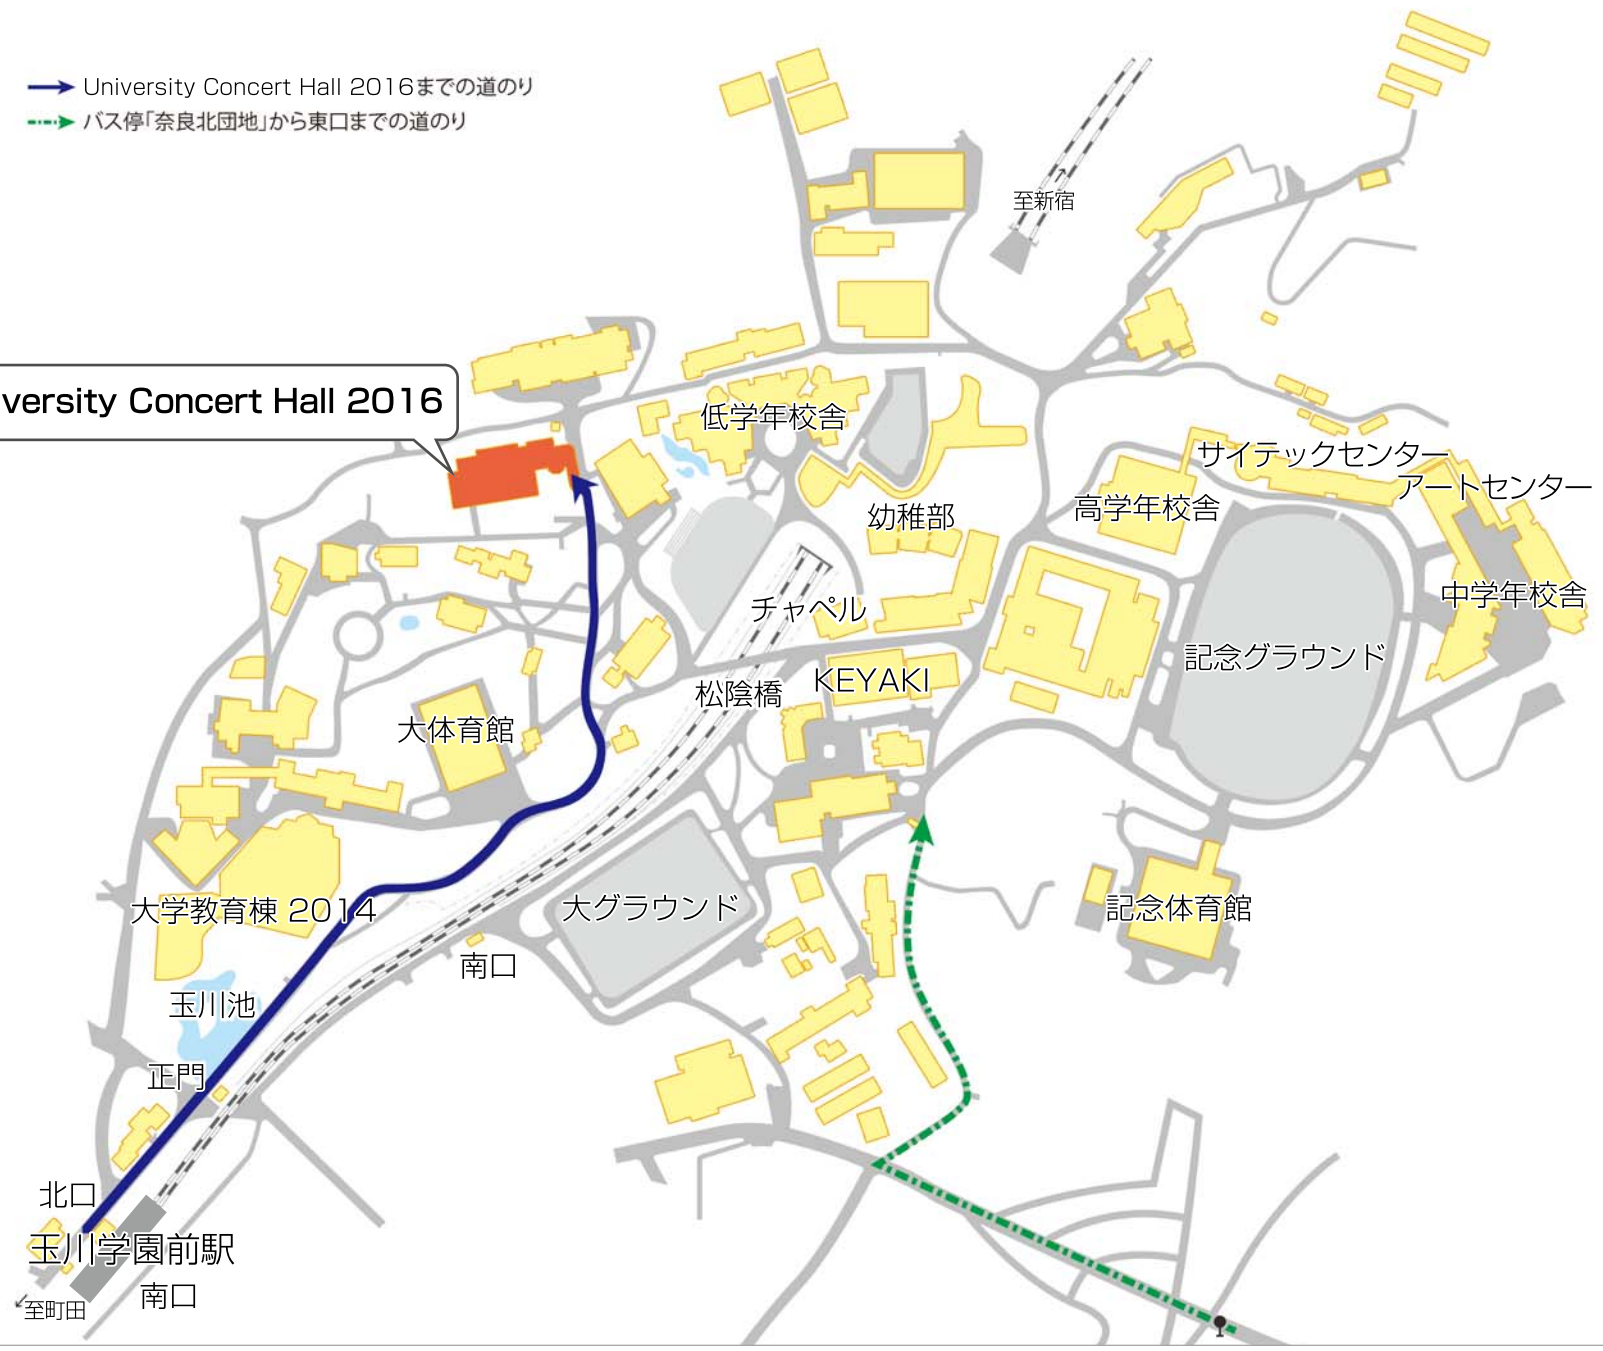 University Concert Hall 2016までの道のり
バス停「奈良北団地」から東口までの道のり
至新宿
versity Concert Hall 2016
低学年校舎
サイテックセンター
アートセンター
高学年校舎
幼稚部
中学年校舎
チャペル
記念グラウンド
KEYAKI
松陰橋
大体育館
大学教育棟 2014
大グラウンド
記念体育館
南口
玉川池
正門
北口
玉川学園前駅
南口
至町田